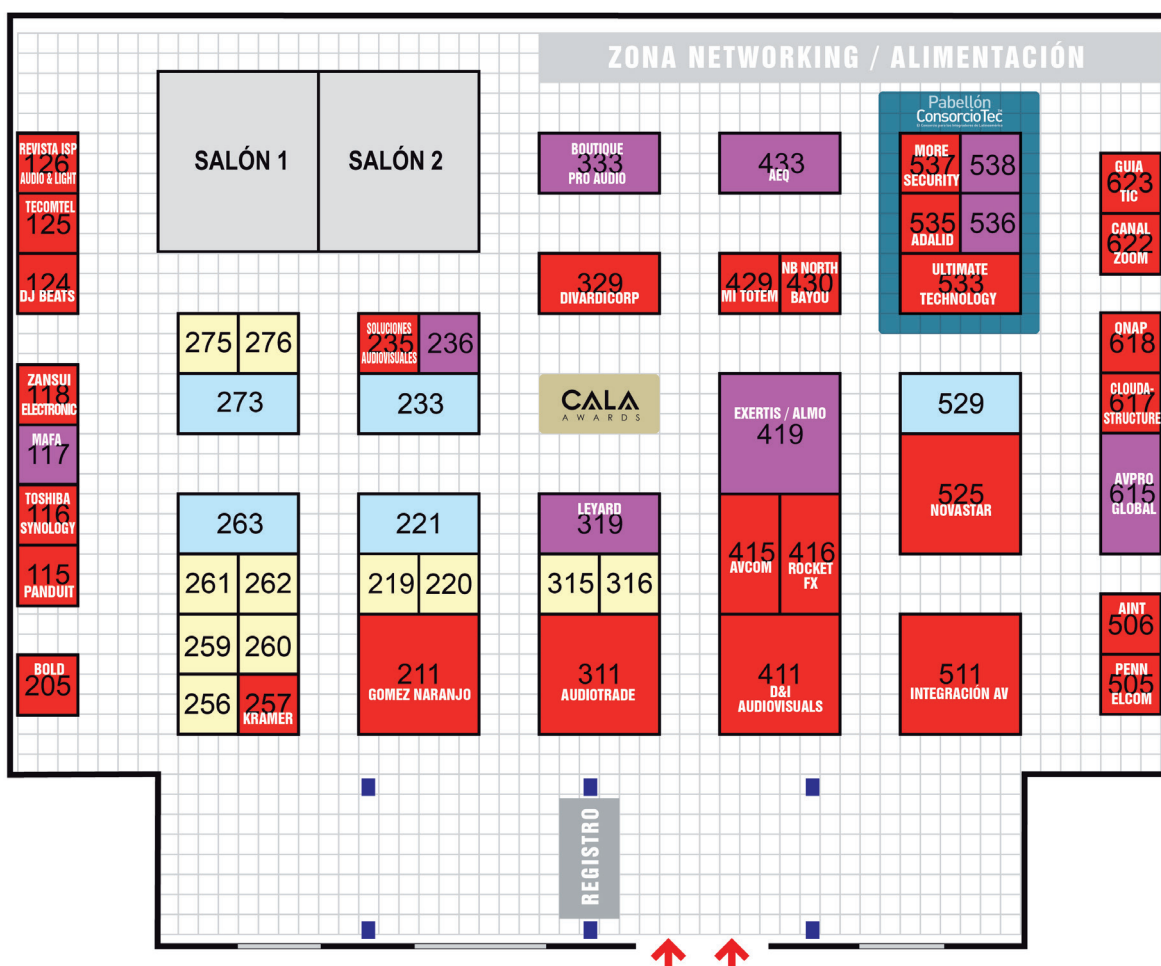 ZONA NETWORKING / ALIMENTACIÓN
SALÓN 1
SALÓN 2
Pabellón
ConsorcioTec
REVISTA ISP
126
AUDIO & LIGHT
TECOMTEL
125
124
DJ BEATS
BOUTIQUE
333
PRO AUDIO
433
AEQ
MORE
537
SECURITY
538
535
ADALID
536
ULTIMATE
533
TECHNOLOGY
GUIA
623
TIC
CANAL
622
ZOOM
329
DIVARDICORP
429
MI TOTEM
NB NORTH
430
BAYOU
275
276
273
SOLUCIONES
235
AUDIOVISUALES
236
233
CALA
AWARDS
EXERTIS / ALMO
419
529
525
NOVASTAR
QNAP
618
CLOUDA-
617
STRUCTURE
AVPRO
615
GLOBAL
ZANSUI
118
ELECTRONIC
MAFA
117
TOSHIBA
116
SYNOLOGY
115
PANDUIT
BOLD
205
263
261
262
259
260
256
257
KRAMER
221
219
220
211
GOMEZ NARANJO
LEYARD
319
315
316
311
AUDIOTRADE
415
AVCOM
416
ROCKET
FX
411
D&I
AUDIOVISUALS
511
INTEGRACIÓN AV
AINT
506
PENN
505
ELCOM
REGISTRO